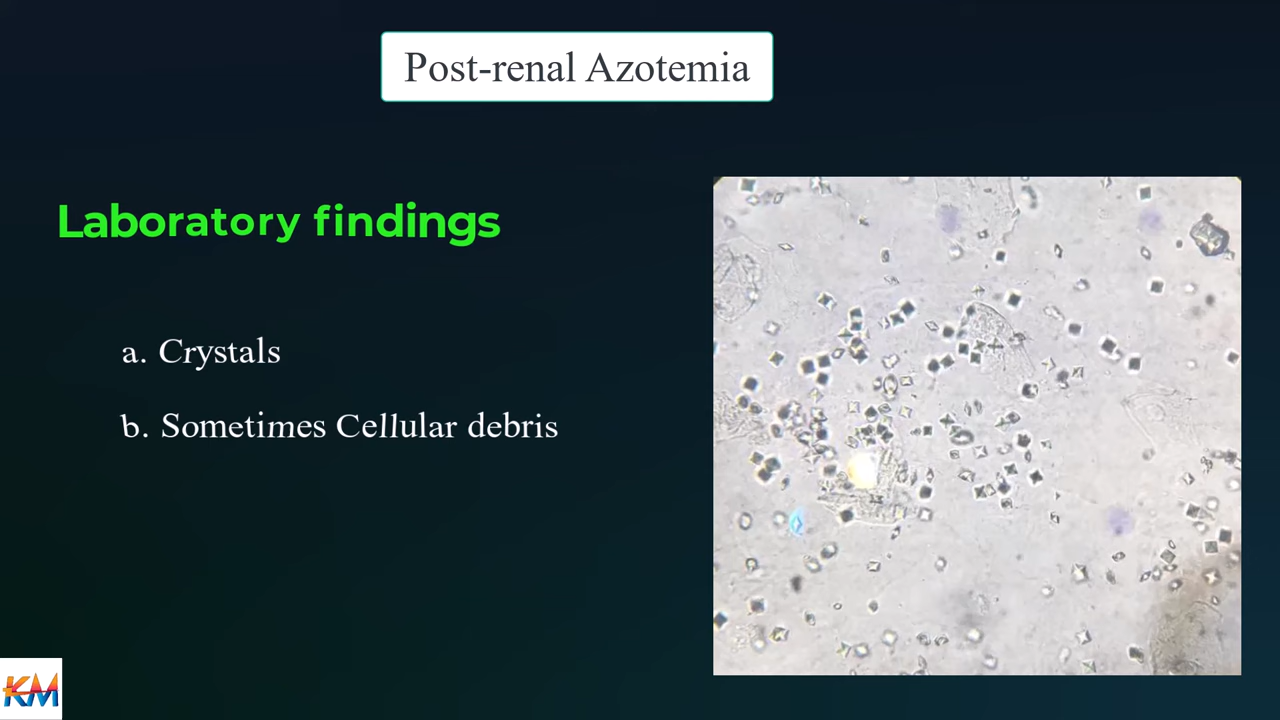 Post-renal Azotemia
Laboratory findings
a. Crystals
b. Sometimes Cellular debris
KM